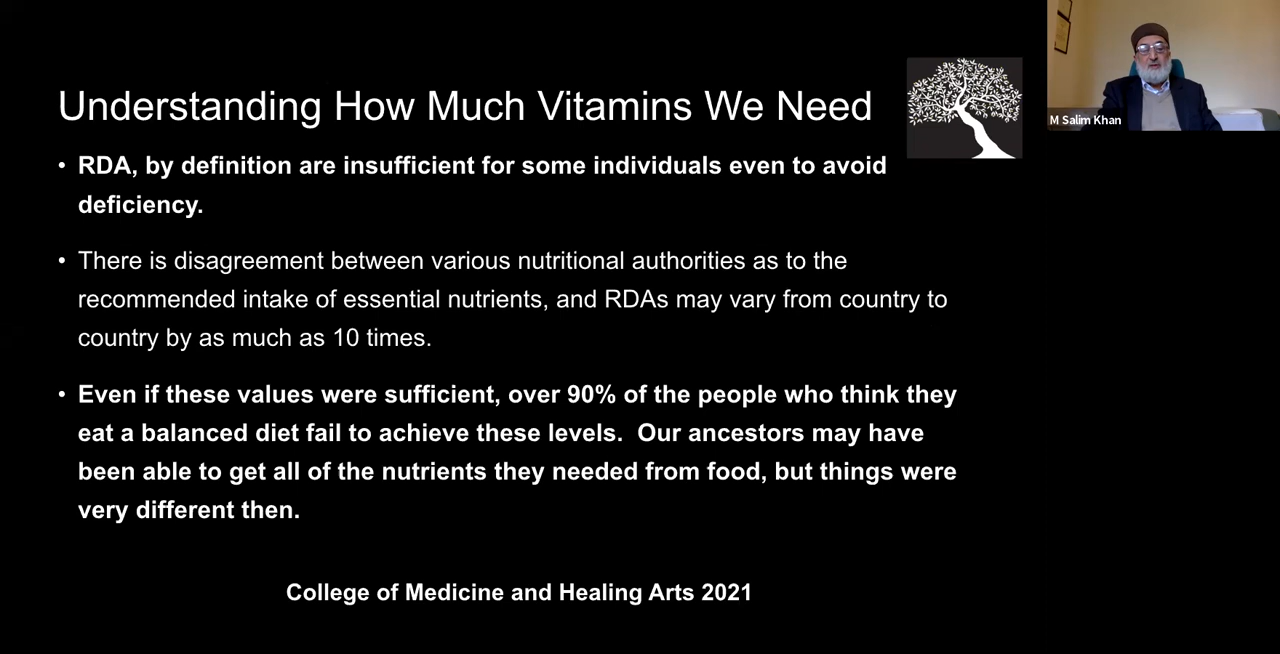 Understanding How Much Vitamins We Need
M Salim Khan
• RDA, by definition are insufficient for some individuals even to avoid
deficiency.
• There is disagreement between various nutritional authorities as to the
recommended intake of essential nutrients, and RDAs may vary from country to
country by as much as 10 times.
• Even if these values were sufficient, over 90% of the people who think they
eat a balanced diet fail to achieve these levels.  Our ancestors may have
been able to get all of the nutrients they needed from food, but things were
very different then.
College of Medicine and Healing Arts 2021